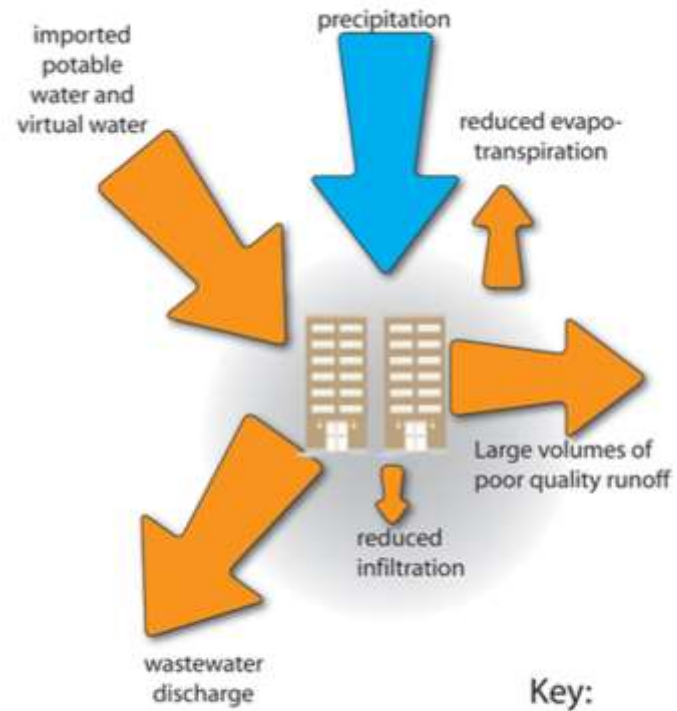 precipitation
imported
potable
water and
virtual water
reduced evapo-
transpiration
Large volumes of
poor quality runoff
reduced
infiltration
wastewater
discharge
Key: